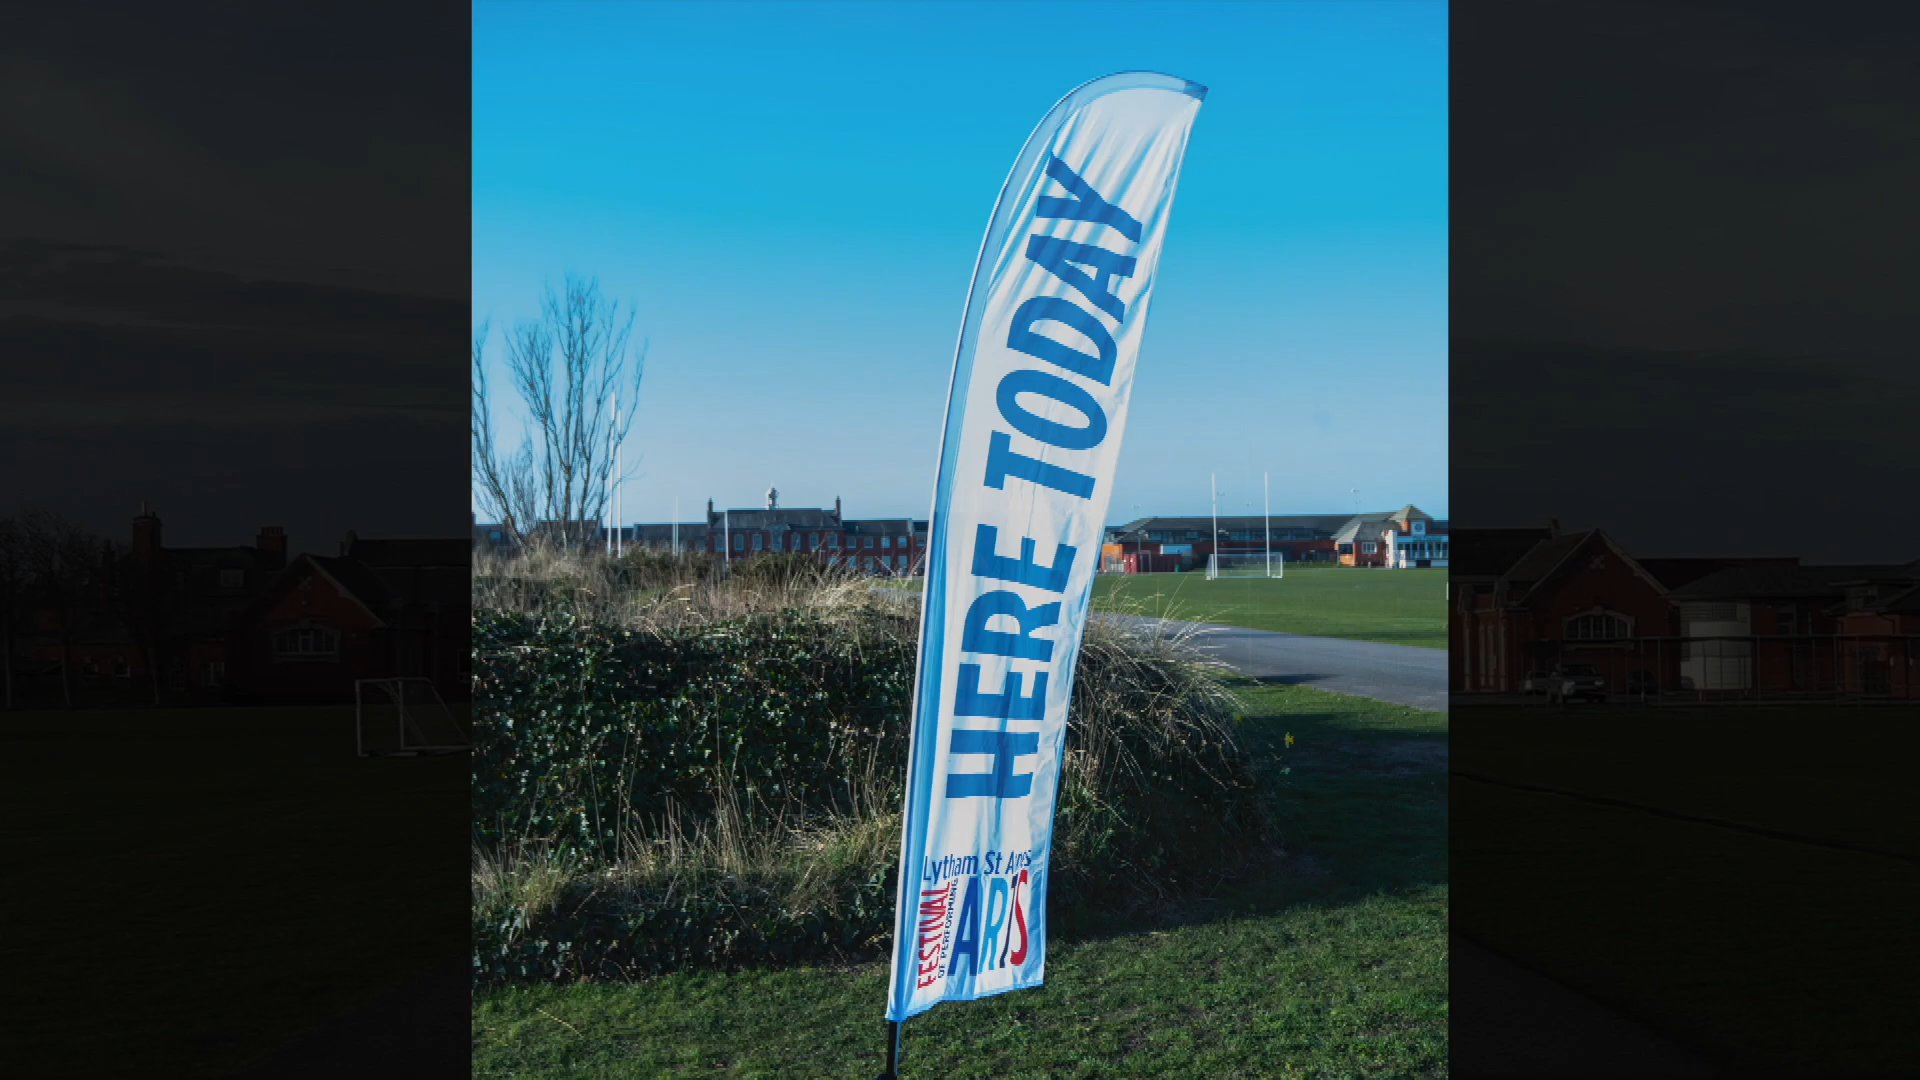 HERE TODAY
Lytham St Annes
FESTIVAL
OF PERFORMING
ARTS